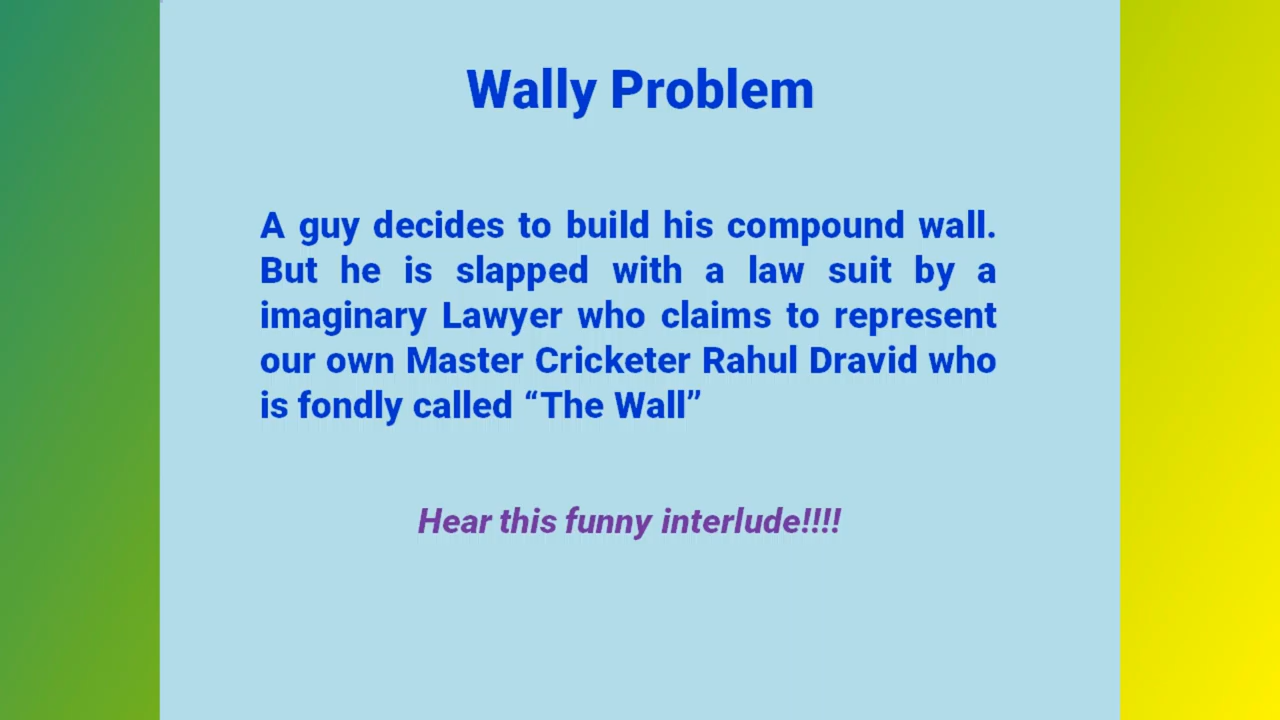 Wally Problem
A guy decides to build his compound wall.
But he is slapped with a law suit by a
imaginary Lawyer who claims to represent
our own Master Cricketer Rahul Dravid who
is fondly called “The Wall”
Hear this funny interlude!!!!